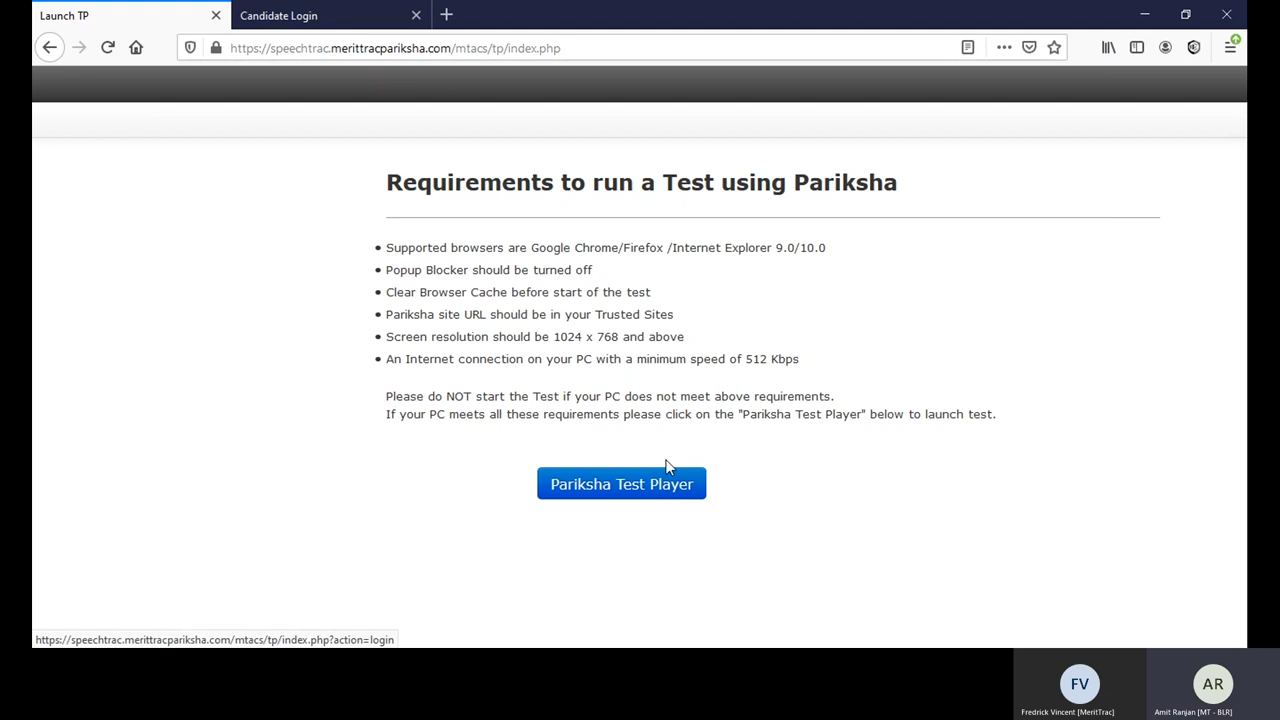 Launch TP
Candidate Login
https://speechtrac.merittracpariksha.com/mtacs/tp/index.php
Requirements to run a Test using Pariksha
• Supported browsers are Google Chrome/Firefox /Internet Explorer 9.0/10.0
• Popup Blocker should be turned off
• Clear Browser Cache before start of the test
• Pariksha site URL should be in your Trusted Sites
• Screen resolution should be 1024 x 768 and above
• An Internet connection on your PC with a minimum speed of 512 Kbps
Please do NOT start the Test if your PC does not meet above requirements.
If your PC meets all these requirements please click on the "Pariksha Test Player" below to launch test.
Pariksha Test Player
https://speechtrac.merittracpariksha.com/mtacs/tp/index.php?action=login
FV
AR
Fredrick Vincent [MeritTrac]
Amit Ranjan [MT - BLR]